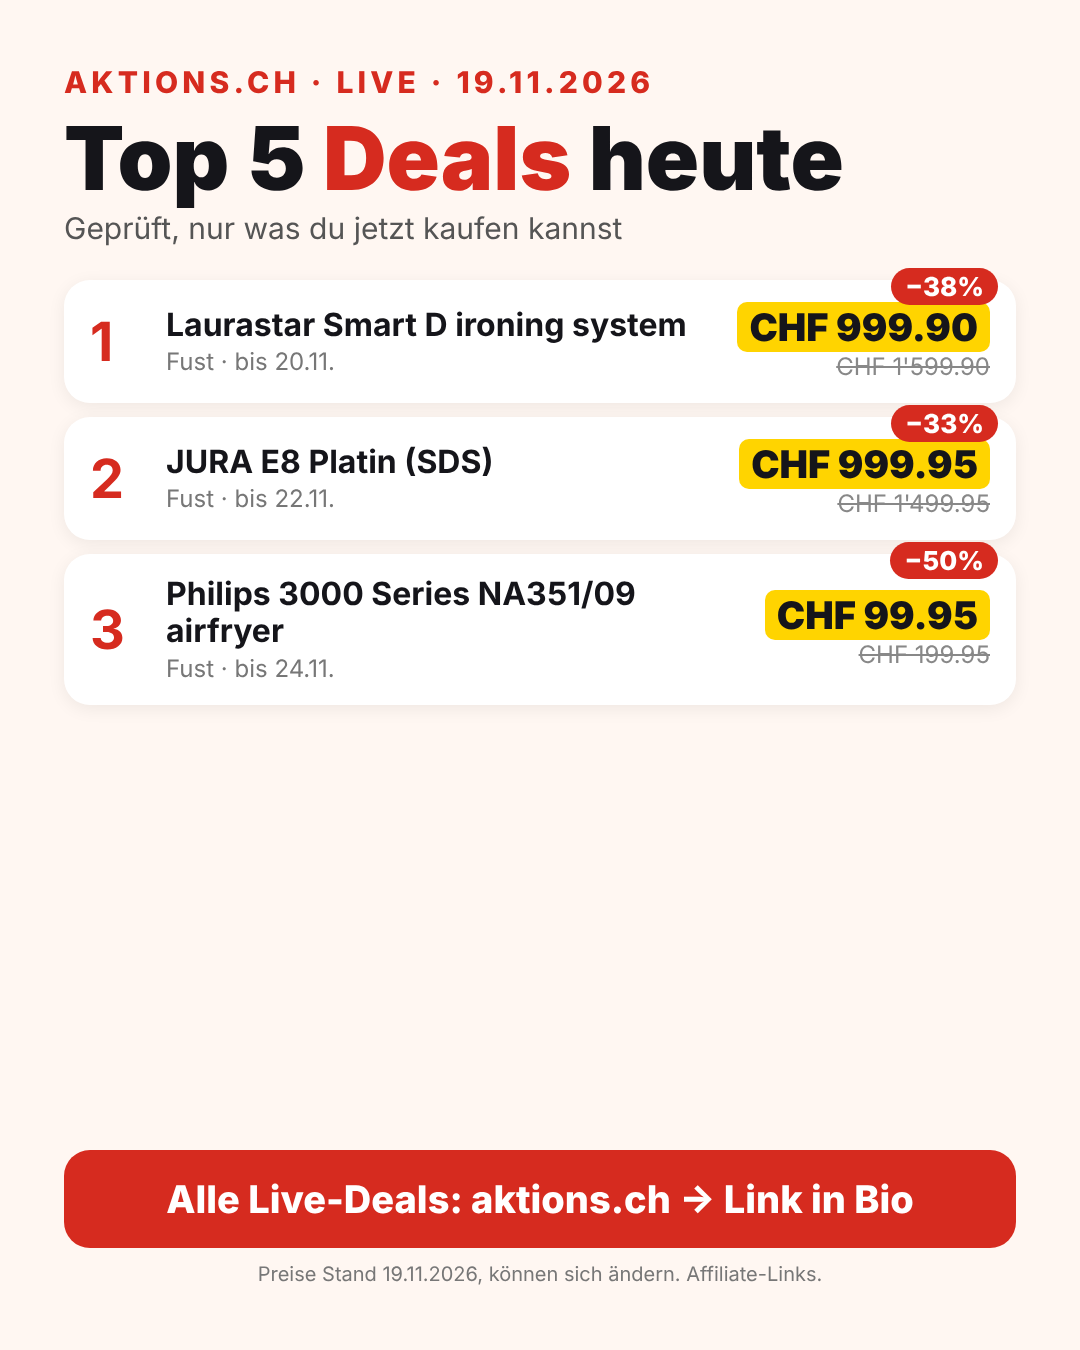 AKTIONS.CH · LIVE · 19.11.2026
Top 5 Deals heute
Geprüft, nur was du jetzt kaufen kannst
−38%
1 Laurastar Smart D ironing system CHF 999.90
Fust · bis 20.11. CHF 1'599.90
−33%
2 JURA E8 Platin (SDS) CHF 999.95
Fust · bis 22.11. CHF 1'499.95
−50%
3 Philips 3000 Series NA351/09
airfryer CHF 99.95
Fust · bis 24.11. CHF 199.95
Alle Live-Deals: aktions.ch → Link in Bio
Preise Stand 19.11.2026, können sich ändern. Affiliate-Links.